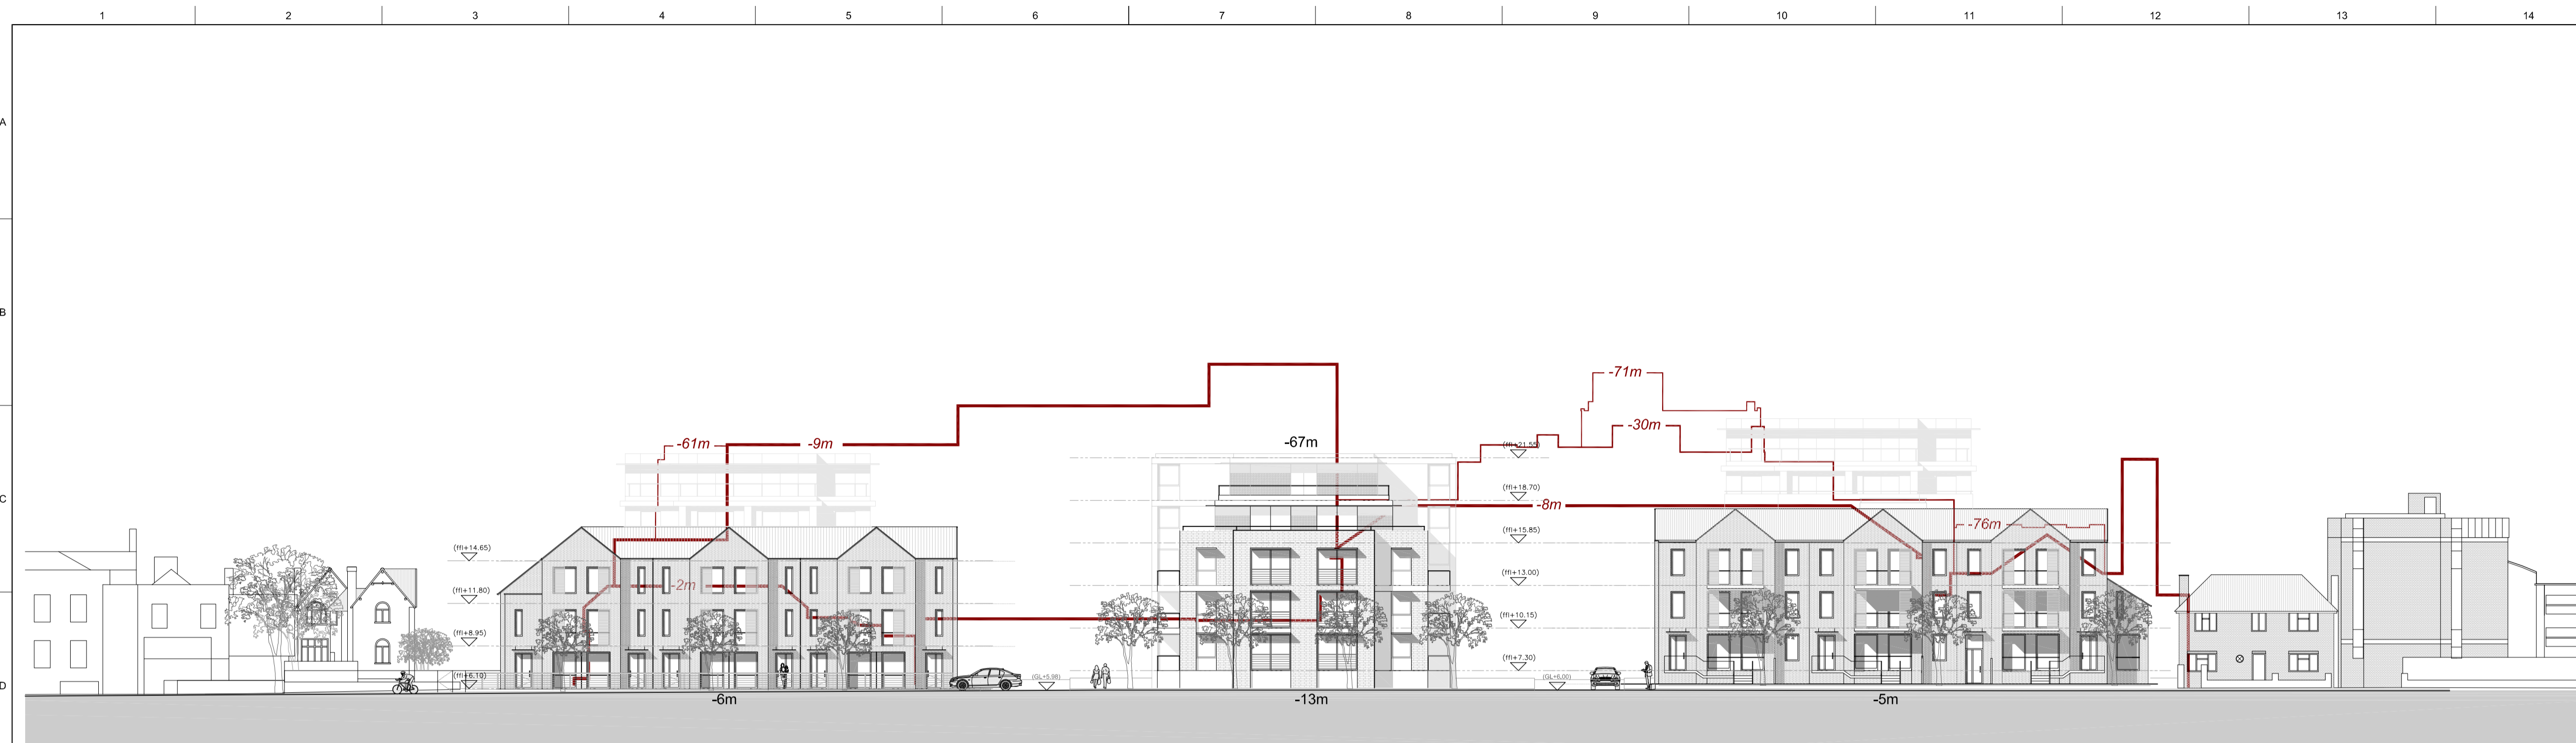 1 2 3 4 5 6 7 8 9 10 11 12 13 14
A
B
C
D
-71m
-30m
-61m
-9m
-67m
(ffl+21.55)
(ffl+18.70)
-8m
-76m
(ffl+15.85)
(ffl+14.65)
(ffl+13.00)
-2m
(ffl+11.80)
(ffl+10.15)
(ffl+8.95)
(ffl+7.30)
(ffl+6.10)
(GL+5.98)
(GL+6.00)
-6m
-13m
-5m